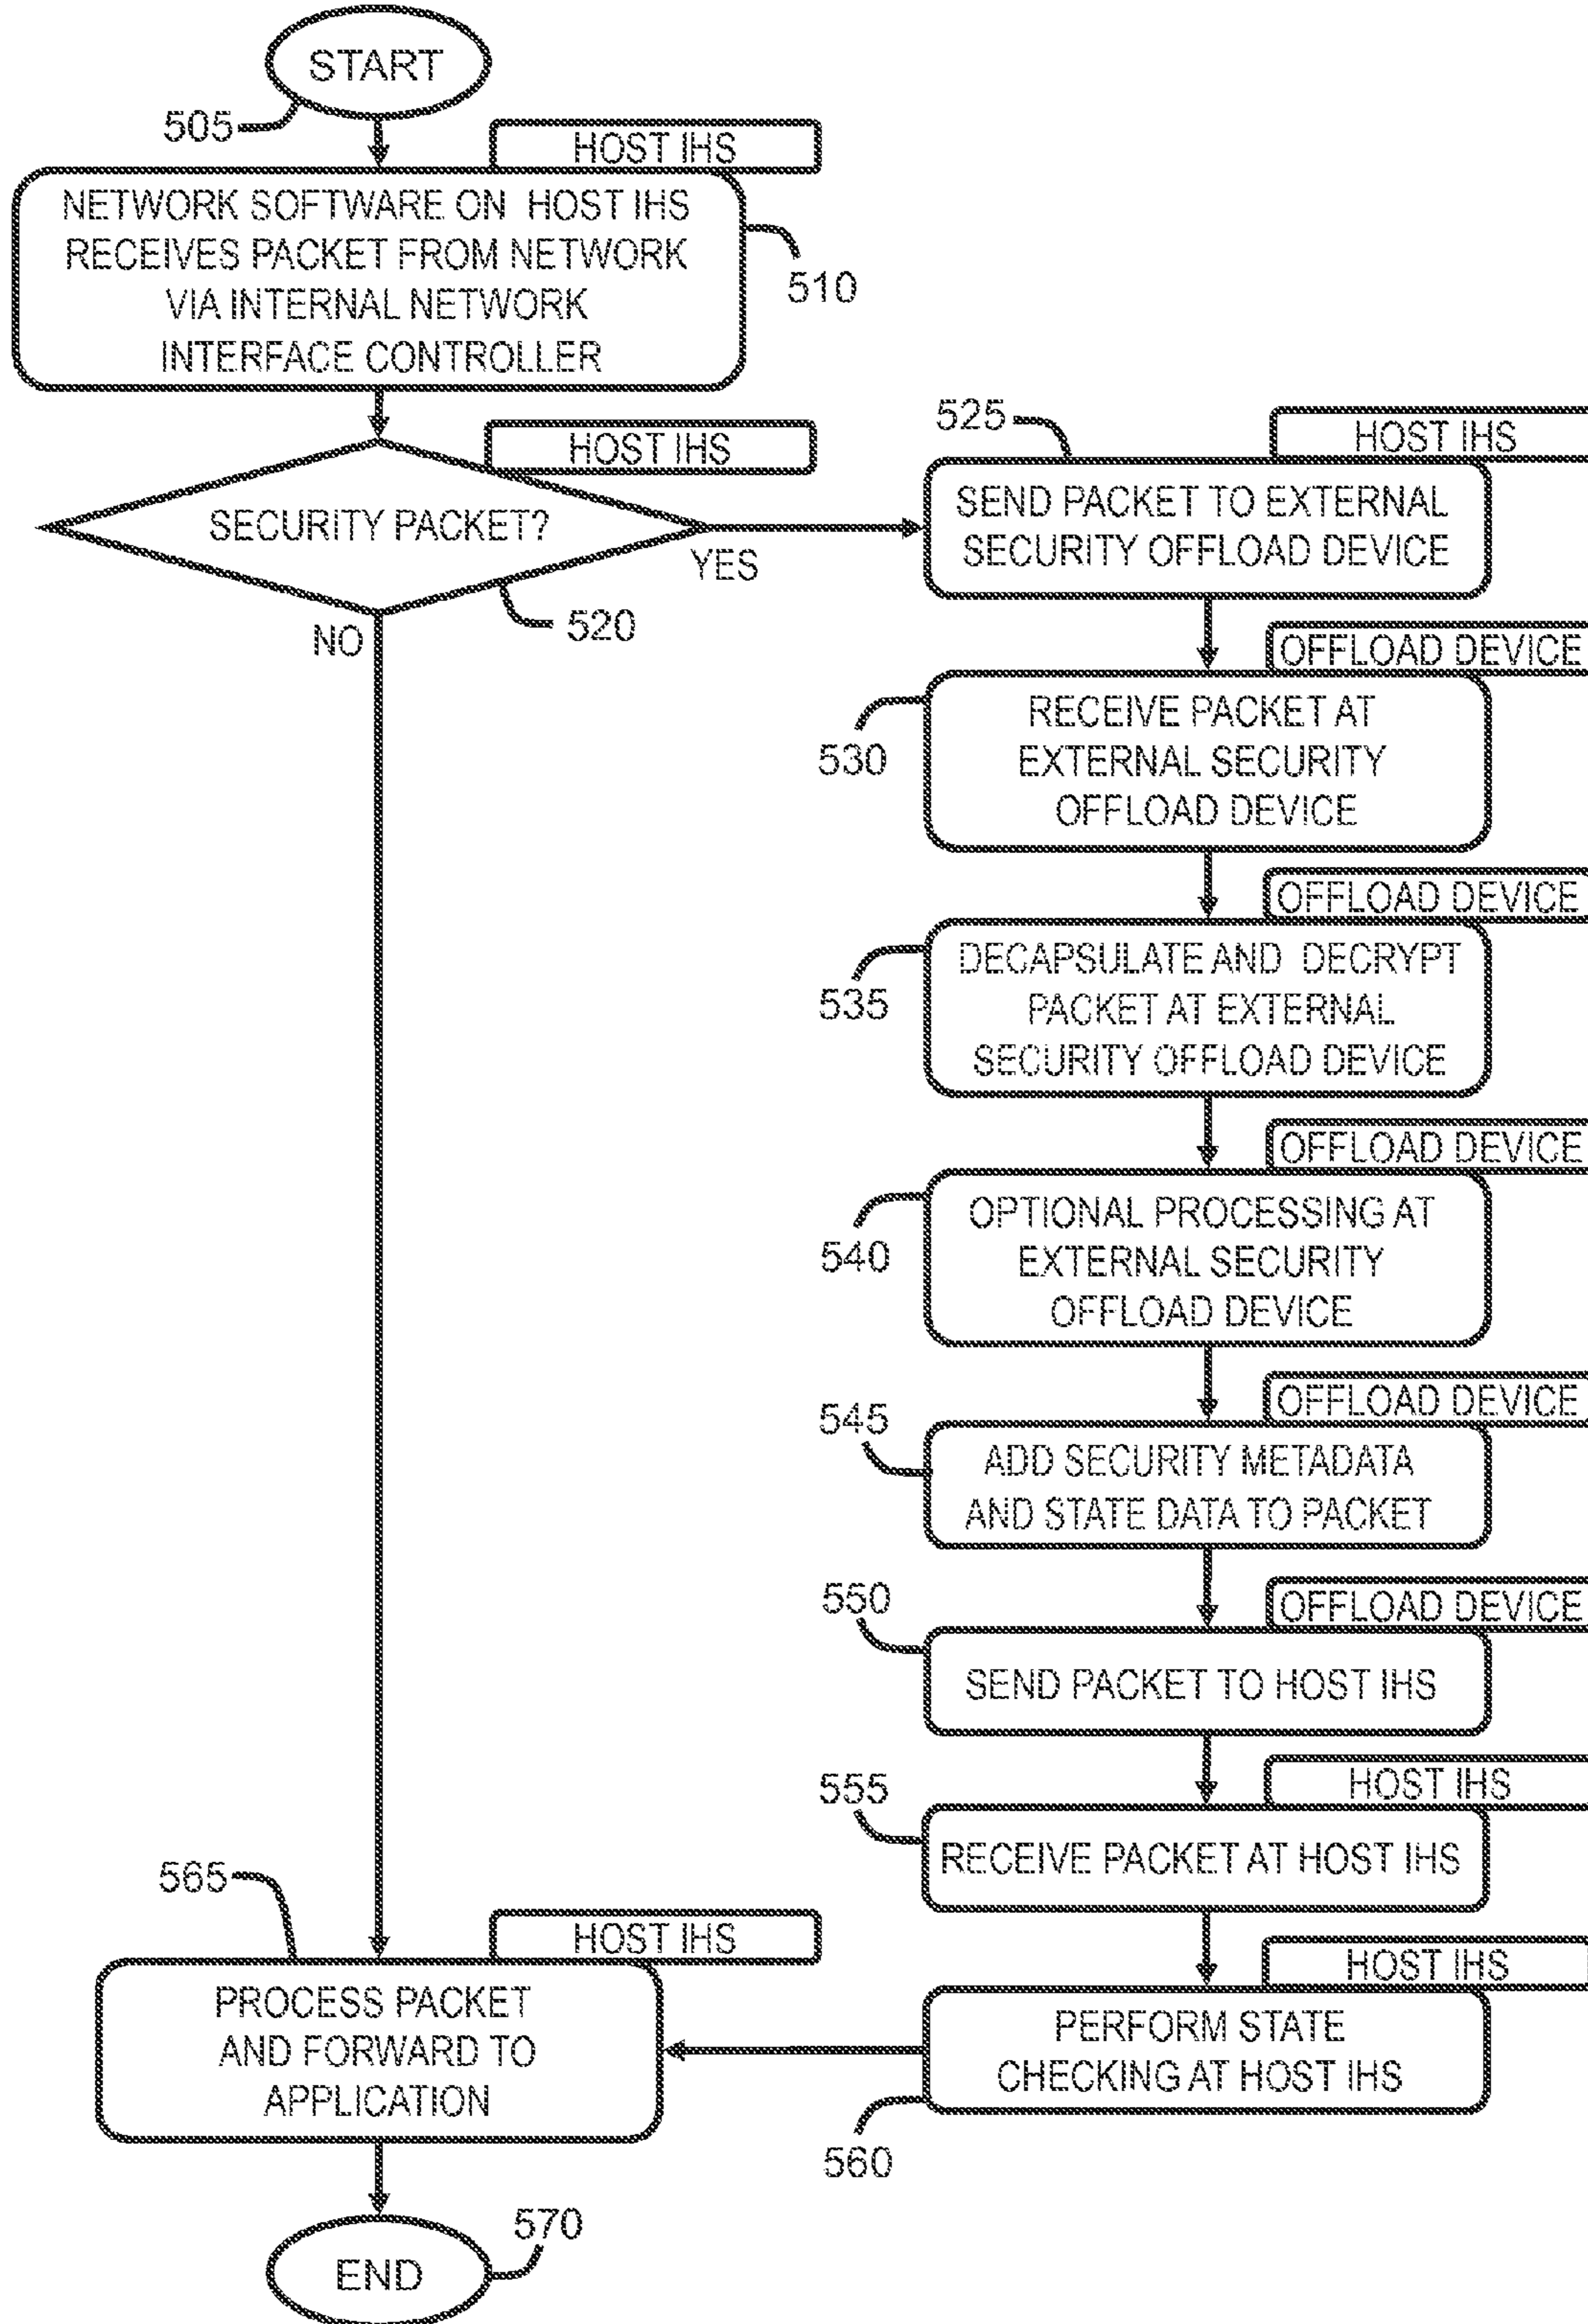 START
505
HOST IHS
NETWORK SOFTWARE ON HOST IHS
RECEIVES PACKET FROM NETWORK
VIA INTERNAL NETWORK
INTERFACE CONTROLLER
510
HOST IHS
SECURITY PACKET?
YES
NO
520
525
HOST IHS
SEND PACKET TO EXTERNAL
SECURITY OFFLOAD DEVICE
OFFLOAD DEVICE
530
RECEIVE PACKET AT
EXTERNAL SECURITY
OFFLOAD DEVICE
OFFLOAD DEVICE
535
DECAPSULATE AND DECRYPT
PACKET AT EXTERNAL
SECURITY OFFLOAD DEVICE
OFFLOAD DEVICE
540
OPTIONAL PROCESSING AT
EXTERNAL SECURITY
OFFLOAD DEVICE
OFFLOAD DEVICE
545
ADD SECURITY METADATA
AND STATE DATA TO PACKET
OFFLOAD DEVICE
550
SEND PACKET TO HOST IHS
HOST IHS
555
RECEIVE PACKET AT HOST IHS
HOST IHS
PERFORM STATE
CHECKING AT HOST IHS
560
565
HOST IHS
PROCESS PACKET
AND FORWARD TO
APPLICATION
570
END